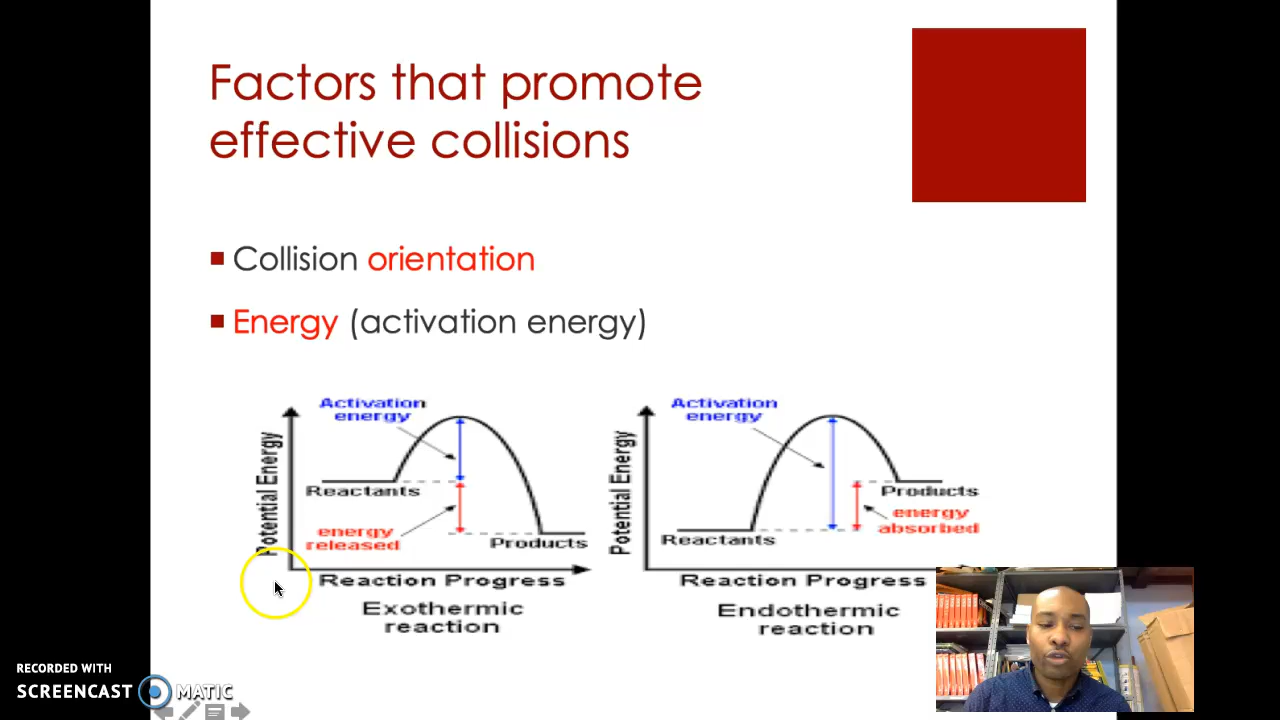 Factors that promote
effective collisions
Collision orientation
Energy (activation energy)
Activation
energy
Potential Energy
Reactants
energy
released
Products
Reaction Progress
Exothermic
reaction
Activation
energy
Potential Energy
Products
energy
absorbed
Reactants
Reaction Progress
Endothermic
reaction
RECORDED WITH
SCREENCAST MATIC